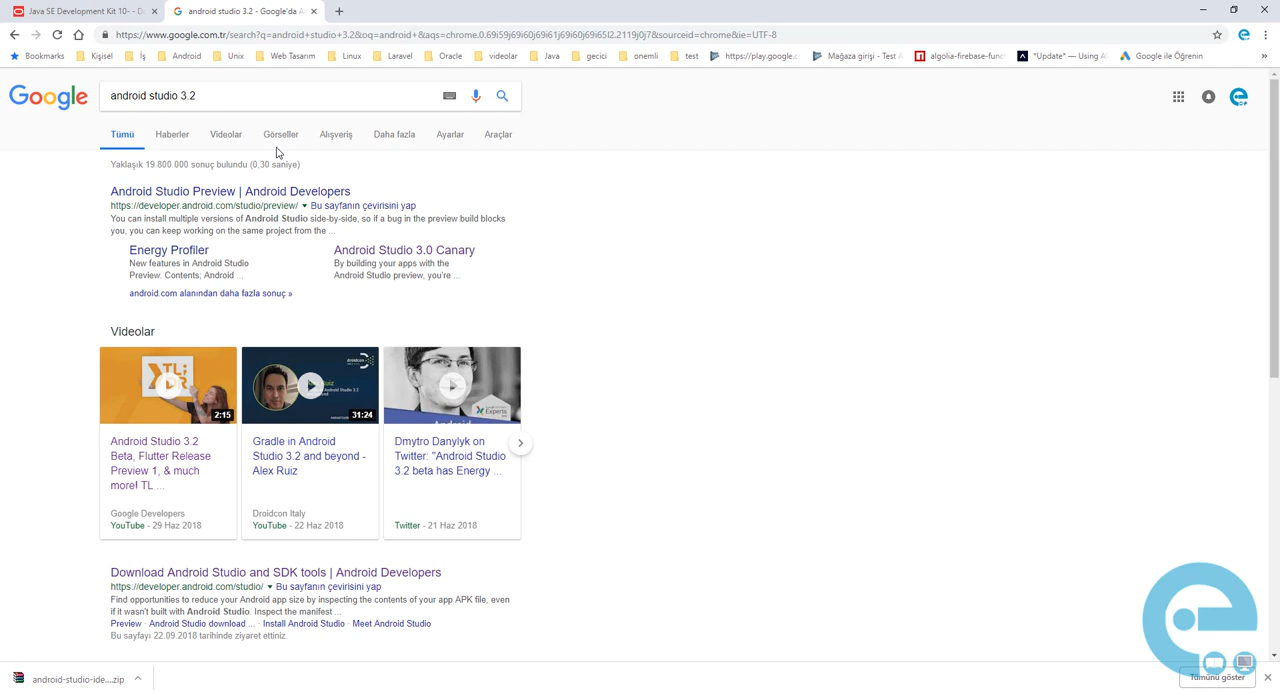 Java SE Development Kit 10- - D
android studio 3.2 - Google'da A
https://www.google.com.tr/search?q=android+studio+3.2&oq=android+&aqs=chrome.0.69i59j69i60j69i61j69i60j69i65l2.2119j0j7&sourceid=chrome&ie=UTF-8
Bookmarks Kişisel İş Android Unix Web Tasarım Linux Laravel Oracle videolar Java gecici onemli test https://play.google.c Mağaza girişi - Test A algolia-firebase-func *Update* — Using Al Google ile Öğrenin »
Google
android studio 3.2
Tümü Haberler Videolar Görseller Alışveriş Daha fazla Ayarlar Araçlar
Yaklaşık 19.800.000 sonuç bulundu (0,30 saniye)
Android Studio Preview | Android Developers
https://developer.android.com/studio/preview/ ▾ Bu sayfanın çevirisini yap
You can install multiple versions of Android Studio side-by-side, so if a bug in the preview build blocks
you, you can keep working on the same project from the ...
Energy Profiler
New features in Android Studio
Preview. Contents; Android ...
Android Studio 3.0 Canary
By building your apps with the
Android Studio preview, you're ...
android.com alanından daha fazla sonuç »
Videolar
TL;
2:15
31:24
Experts
Android Studio 3.2
Beta, Flutter Release
Preview 1, & much
more! TL ...
Google Developers
YouTube - 29 Haz 2018
Gradle in Android
Studio 3.2 and beyond -
Alex Ruiz
Droidcon Italy
YouTube - 22 Haz 2018
Dmytro Danylyk on
Twitter: "Android Studio
3.2 beta has Energy ...
Twitter - 21 Haz 2018
Download Android Studio and SDK tools | Android Developers
https://developer.android.com/studio/ ▾ Bu sayfanın çevirisini yap
Find opportunities to reduce your Android app size by inspecting the contents of your app APK file, even
if it wasn't built with Android Studio. Inspect the manifest ...
Preview · Android Studio download ... · Install Android Studio · Meet Android Studio
Bu sayfayı 22.09.2018 tarihinde ziyaret ettiniz.
android-studio-ide...zip
Tümünü göster